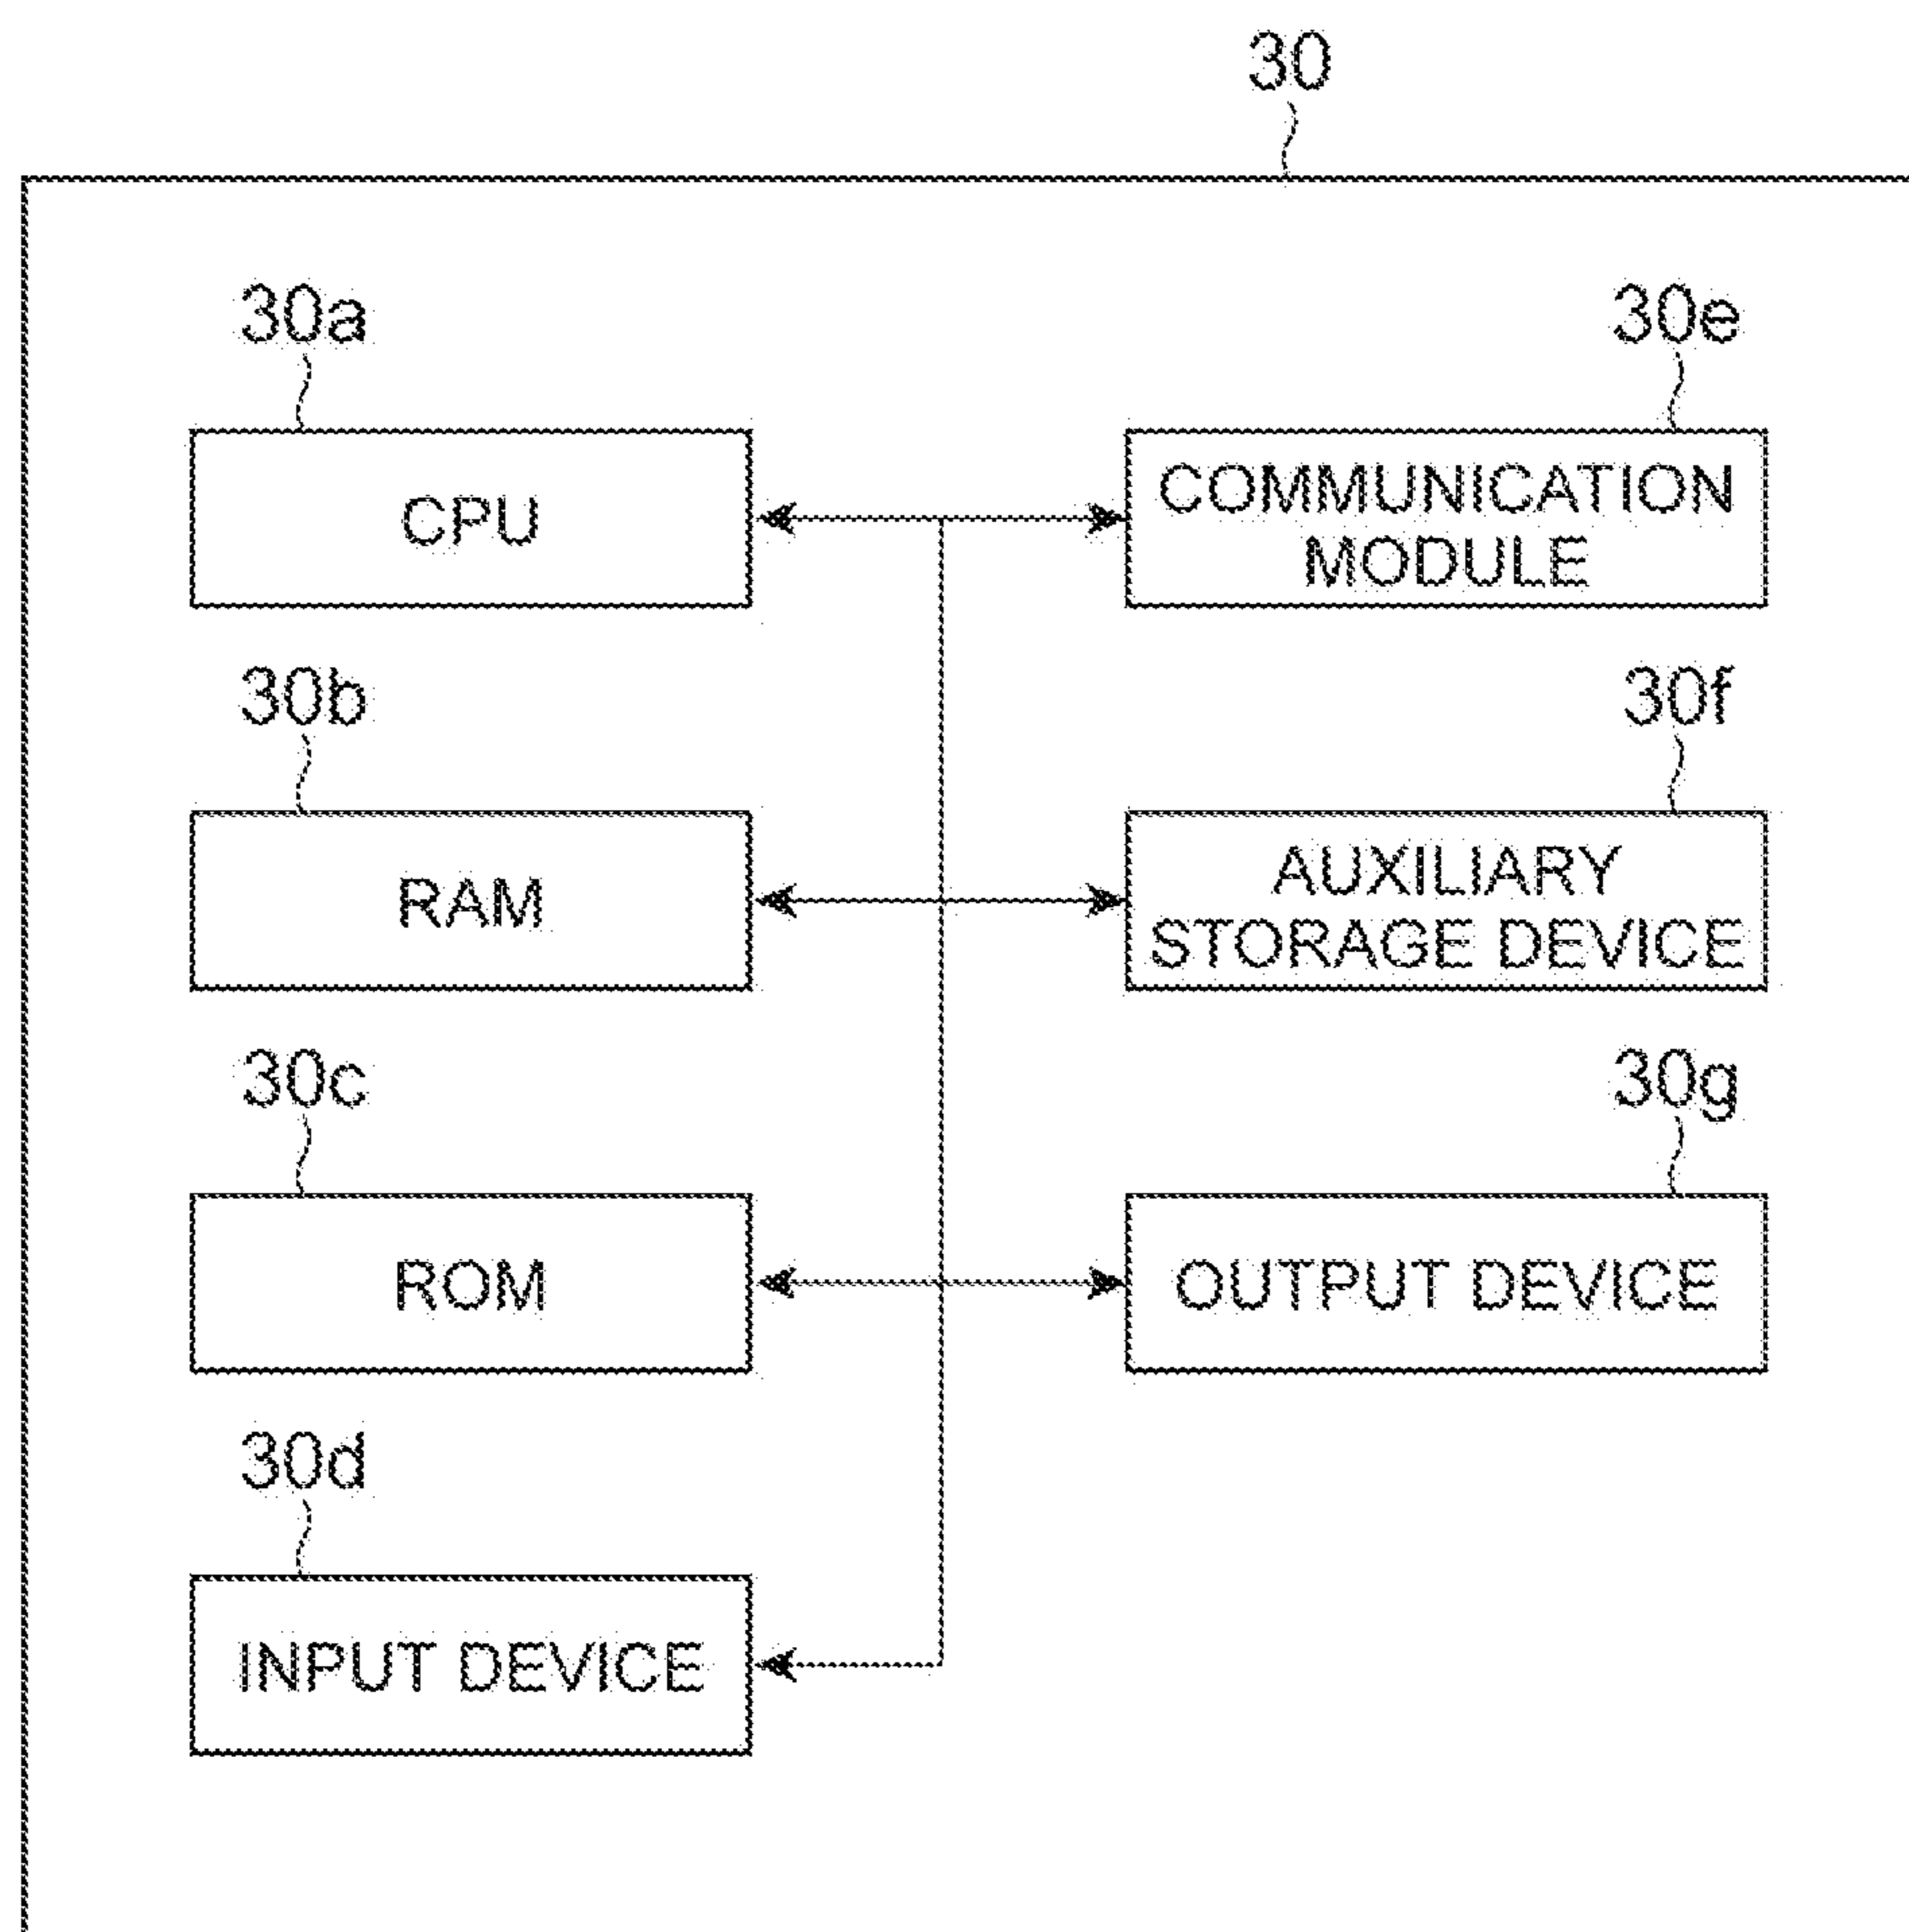 30
30a
30e
CPU
COMMUNICATION
MODULE
30b
30f
RAM
AUXILIARY
STORAGE DEVICE
30c
30g
ROM
OUTPUT DEVICE
30d
INPUT DEVICE